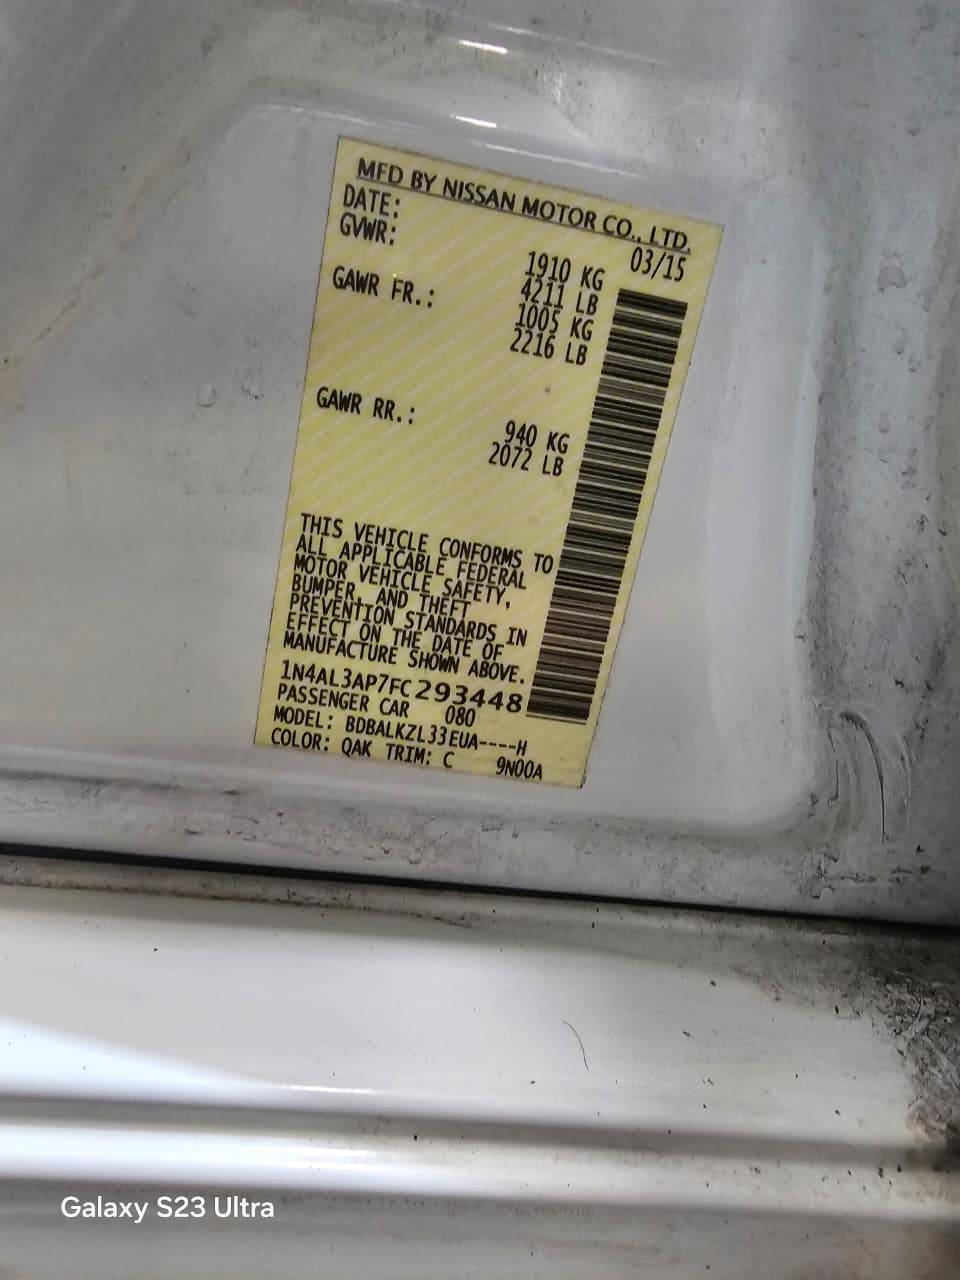 MFD BY NISSAN MOTOR CO., LTD.
DATE: 03/15
GVWR: 1910 KG
4211 LB
GAWR FR.: 1005 KG
2216 LB
GAWR RR.: 940 KG
2072 LB
THIS VEHICLE CONFORMS TO
ALL APPLICABLE FEDERAL
MOTOR VEHICLE SAFETY,
BUMPER, AND THEFT
PREVENTION STANDARDS IN
EFFECT ON THE DATE OF
MANUFACTURE SHOWN ABOVE.
1N4AL3AP7FC293448
PASSENGER CAR 080
MODEL: BDBALKZL33EUA----H
COLOR: QAK TRIM: C 9N00A
Galaxy S23 Ultra